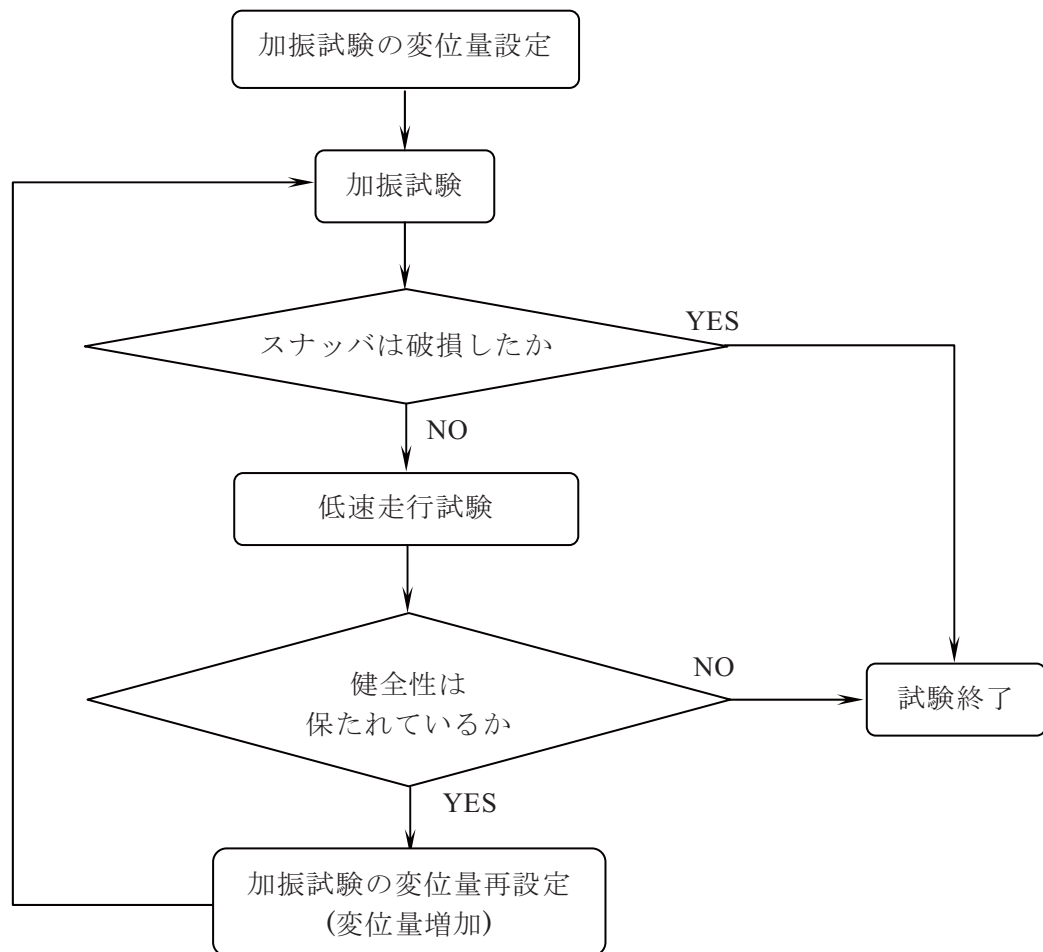 加振試験の変位量設定
加振試験
スナッバは破損したか
YES
NO
低速走行試験
健全性は
保たれているか
NO
試験終了
YES
加振試験の変位量再設定
(変位量増加)